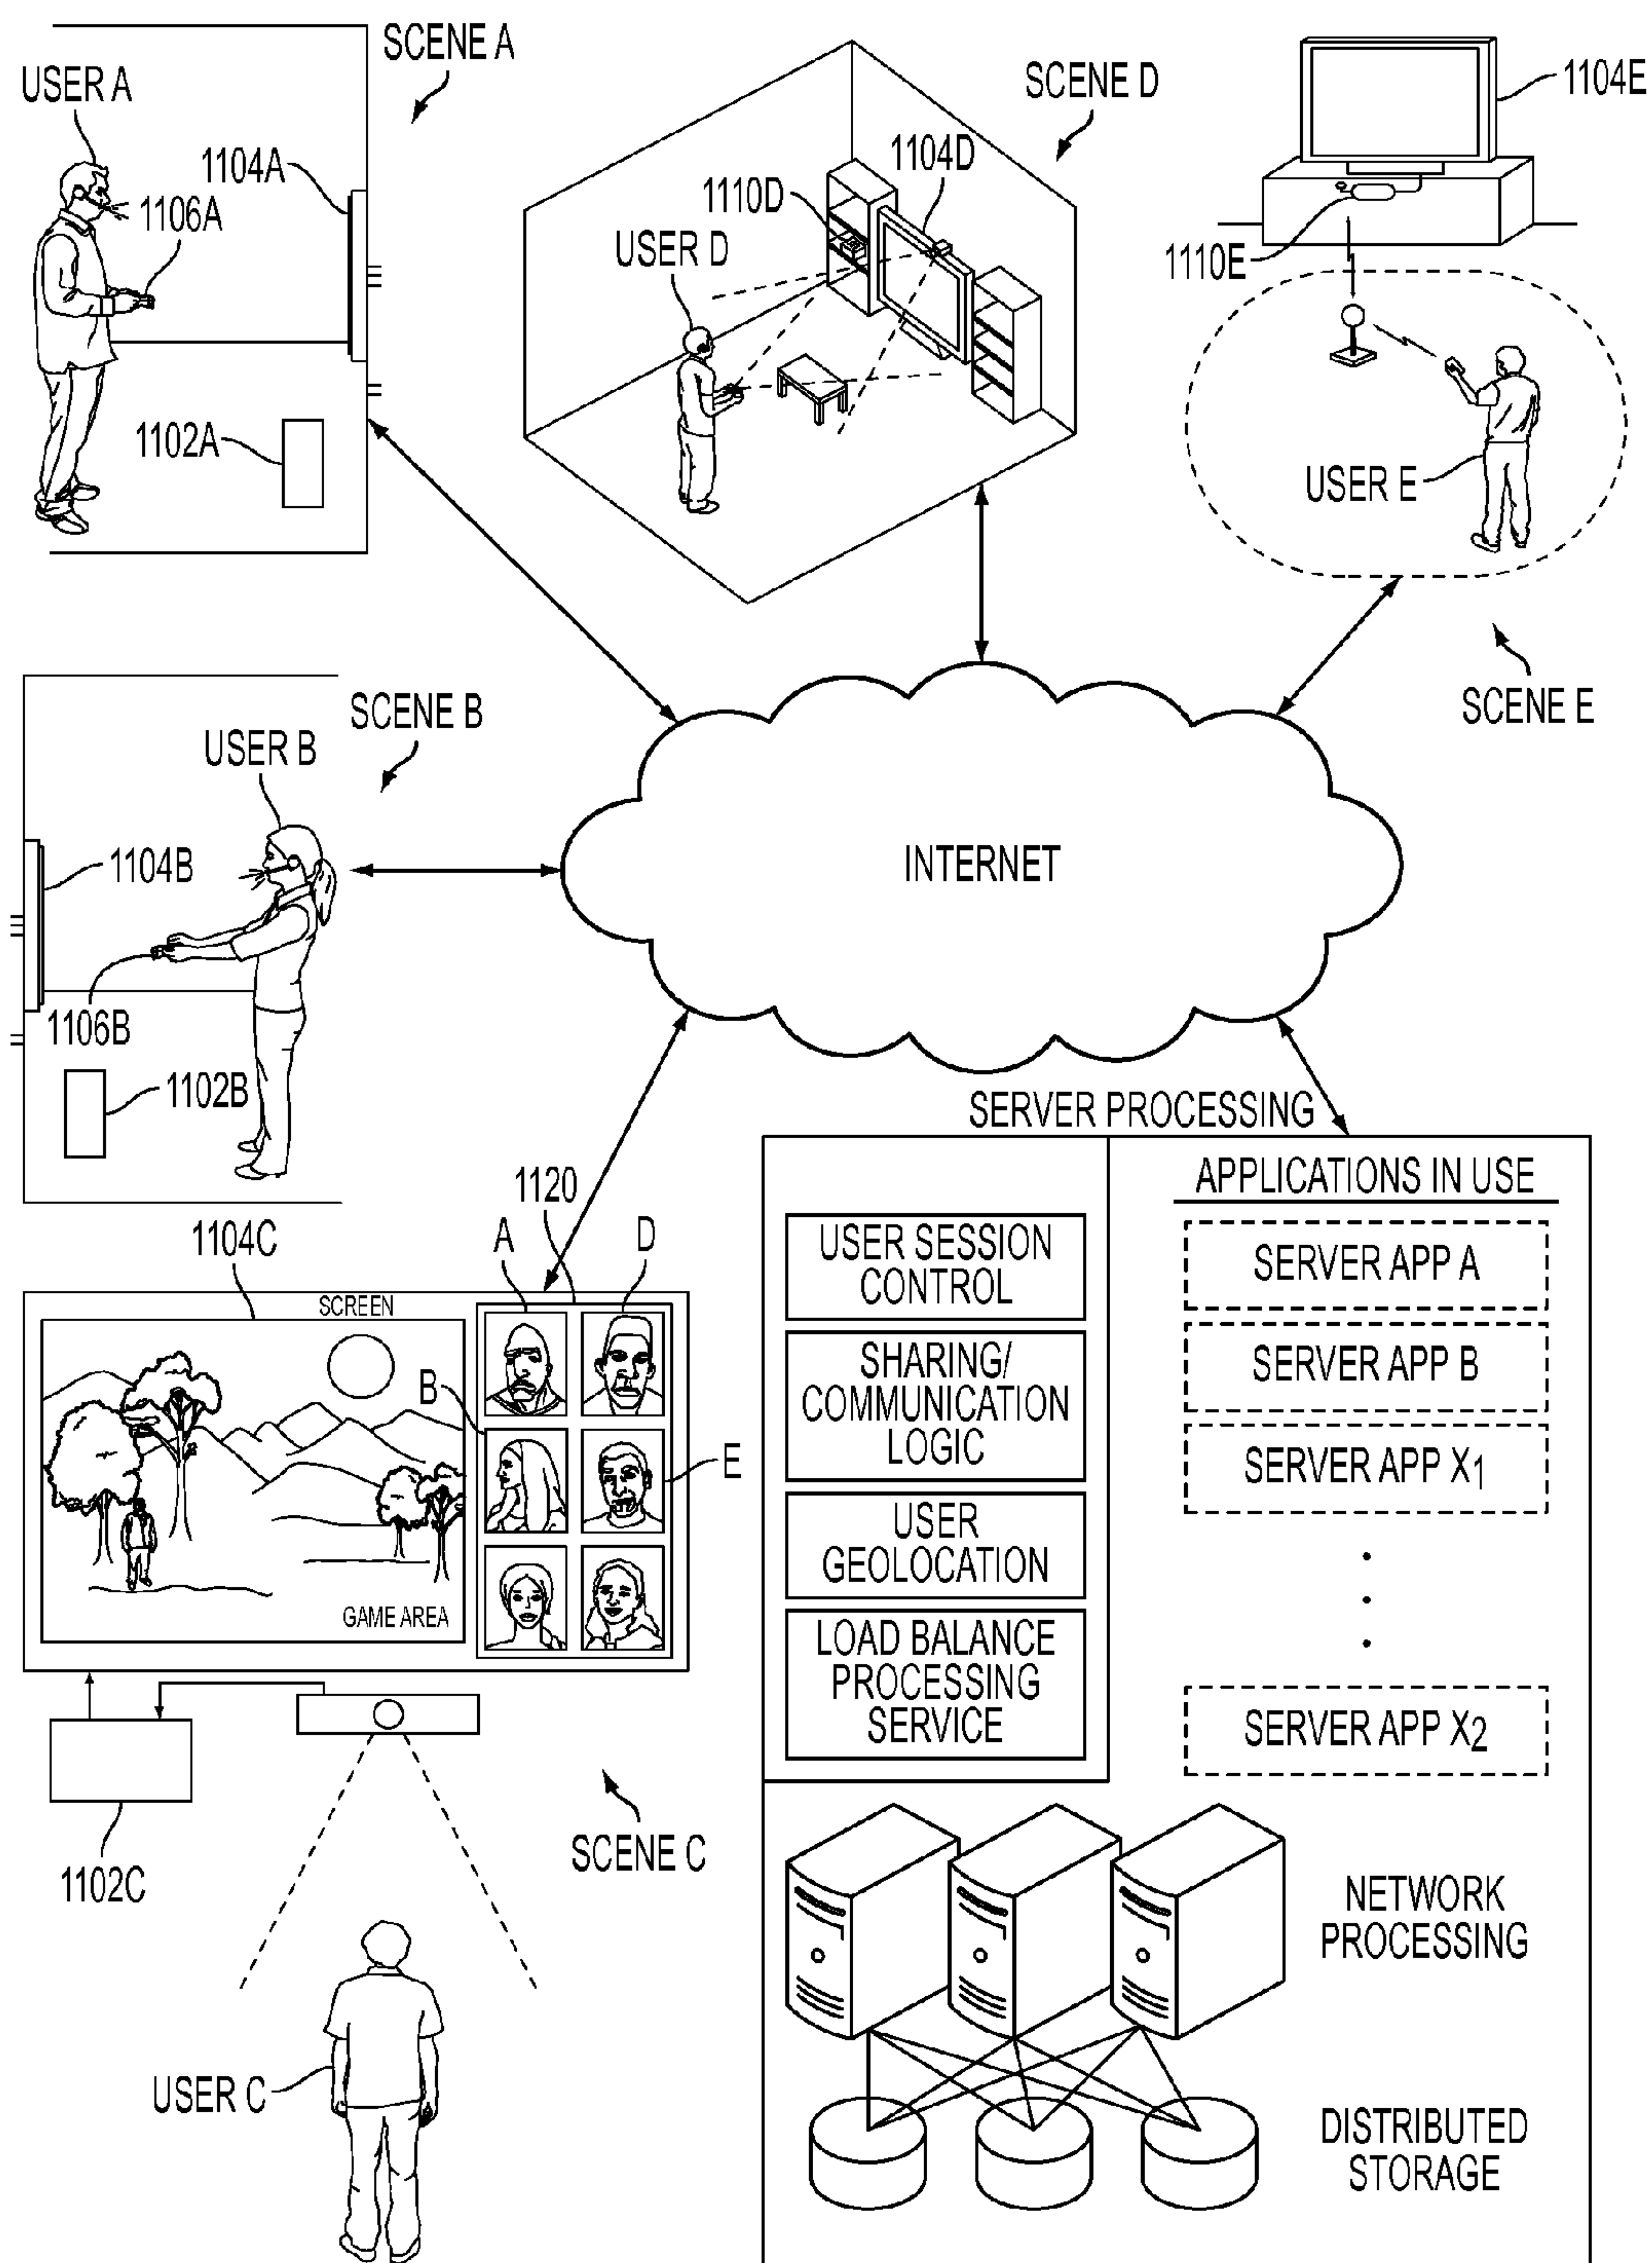 SCENE A
USER A
1104A
1106A
1102A
SCENE D
1104D
1110D
USER D
1104E
1110E
USER E
SCENE E
SCENE B
USER B
1104B
1106B
1102B
INTERNET
SERVER PROCESSING
1120
1104C
A
D
SCREEN
B
E
GAME AREA
1102C
SCENE C
USER C
USER SESSION
CONTROL
SHARING/
COMMUNICATION
LOGIC
USER
GEOLOCATION
LOAD BALANCE
PROCESSING
SERVICE
APPLICATIONS IN USE
SERVER APP A
SERVER APP B
SERVER APP X1
SERVER APP X2
NETWORK
PROCESSING
DISTRIBUTED
STORAGE